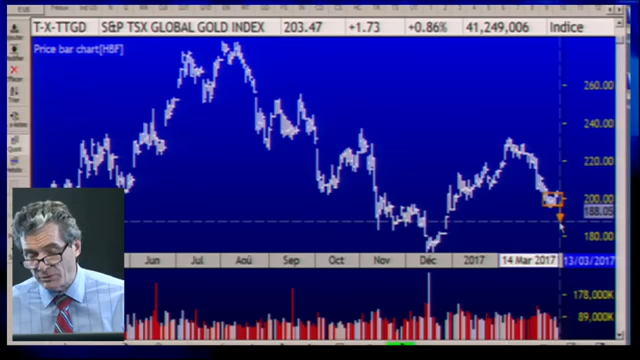 T-X-TTGD S&P TSX GLOBAL GOLD INDEX 203.47 +1.73 +0.86% 41,249,006 Indice
Price bar chart[HBF]
260.00
240.00
220.00
200.00
188.05
180.00
Jun Jul Aoû Sep Oct Nov Déc 2017 14 Mar 2017 13/03/2017
178,000K
89,000K